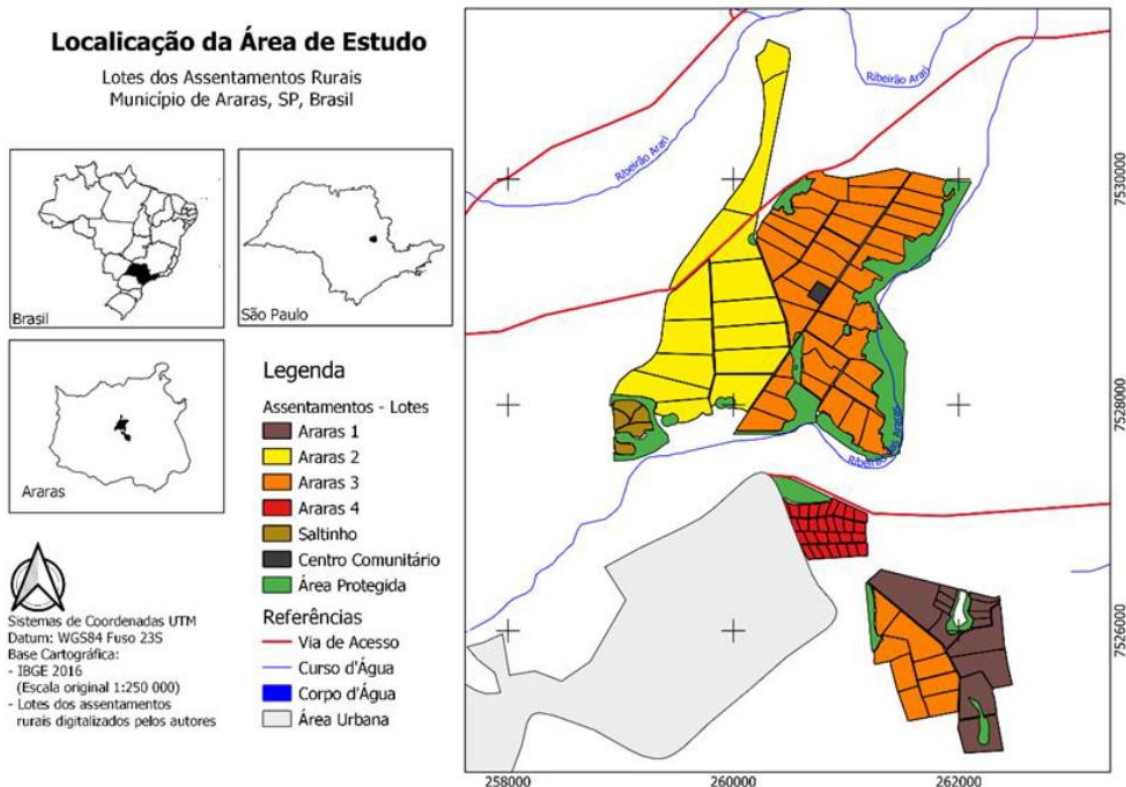 Localicação da Área de Estudo
Lotes dos Assentamentos Rurais
Município de Araras, SP, Brasil
Brasil
São Paulo
Araras
Legenda
Assentamentos - Lotes
Araras 1
Araras 2
Araras 3
Araras 4
Saltinho
Centro Comunitário
Área Protegida
Referências
Via de Acesso
Curso d'Água
Corpo d'Água
Área Urbana
Sistemas de Coordenadas UTM
Datum: WGS84 Fuso 23S
Base Cartográfica:
- IBGE 2016
(Escala original 1:250 000)
- Lotes dos assentamentos
rurais digitalizados pelos autores
Ribeirão Arari
Ribeirão Arari
Ribeirão Araras
7530000
7528000
7526000
258000
260000
262000